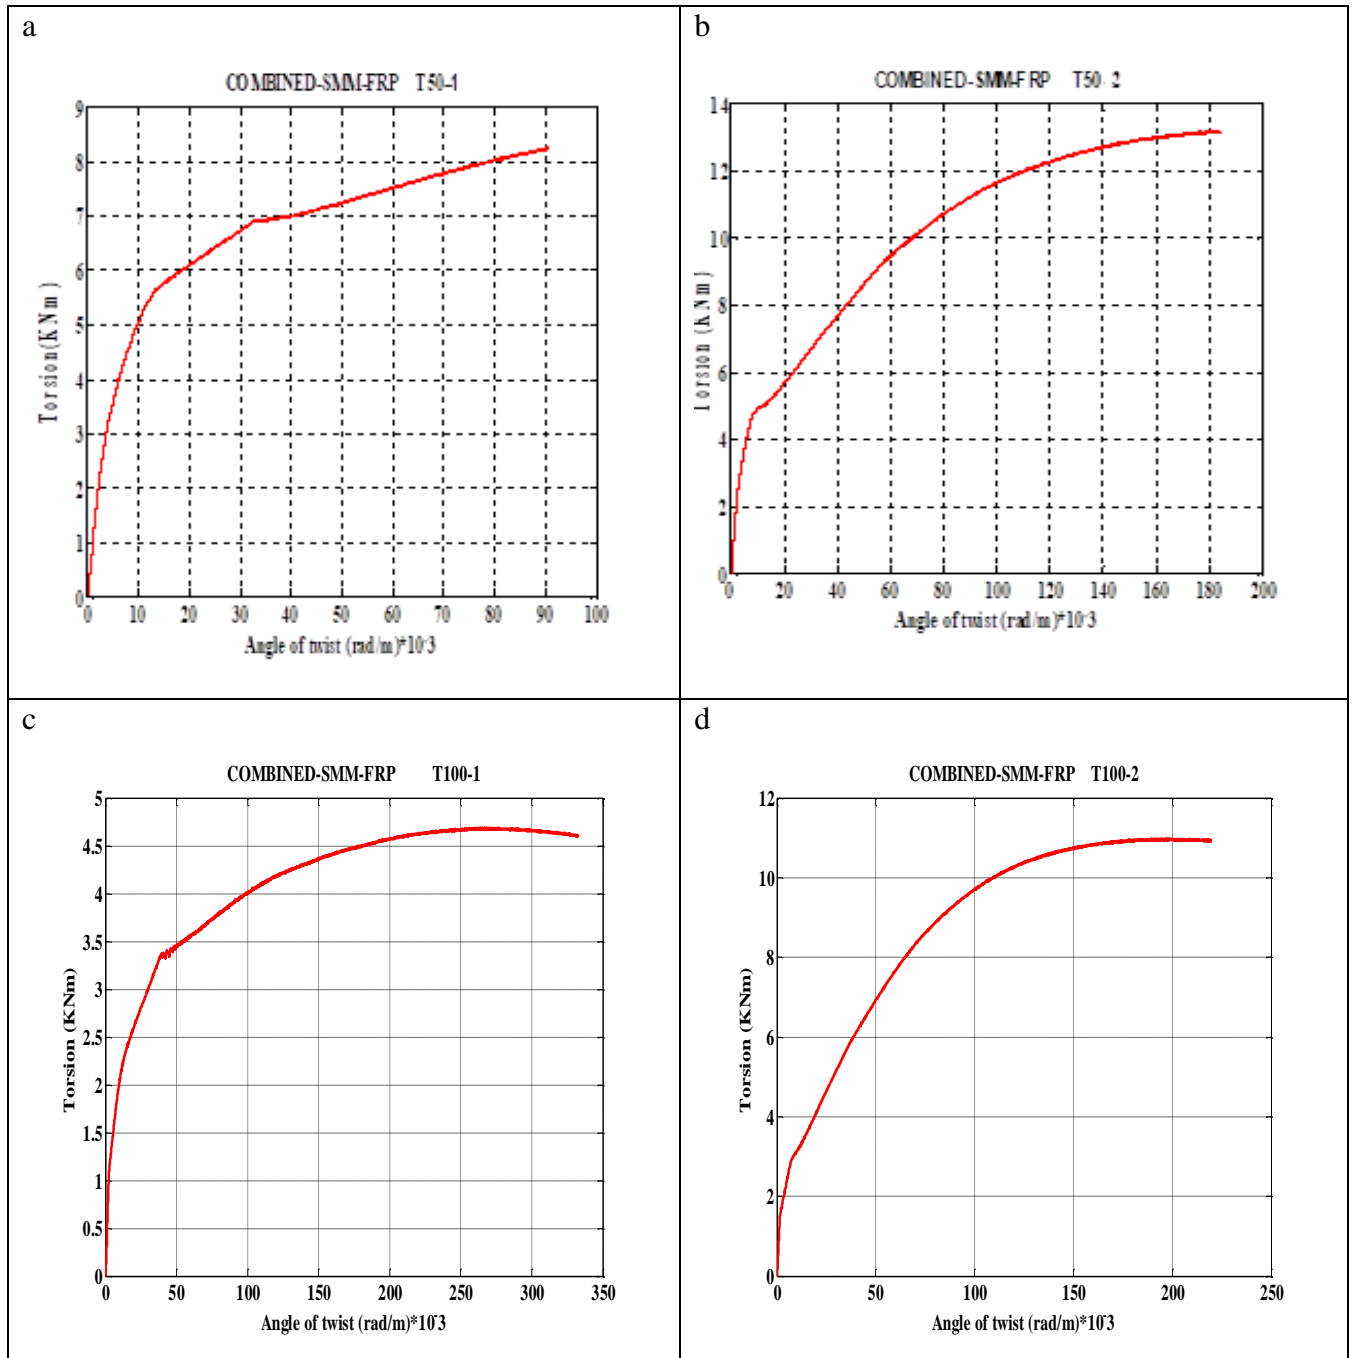 a
COMBINED-SMM-FRP T50-1
9
8
7
6
5
4
3
2
1
0
Torsion(KNm)
0 10 20 30 40 50 60 70 80 90 100
Angle of twist (rad/m)*10-3
b
COMBINED-SMM-FRP T50-2
14
12
10
8
6
4
2
0
Torsion (KNm)
0 20 40 60 80 100 120 140 160 180 200
Angle of twist (rad/m)*10-3
c
COMBINED-SMM-FRP T100-1
5
4.5
4
3.5
3
2.5
2
1.5
1
0.5
0
Torsion (KNm)
0 50 100 150 200 250 300 350
Angle of twist (rad/m)*10-3
d
COMBINED-SMM-FRP T100-2
12
10
8
6
4
2
0
Torsion (KNm)
0 50 100 150 200 250
Angle of twist (rad/m)*10-3